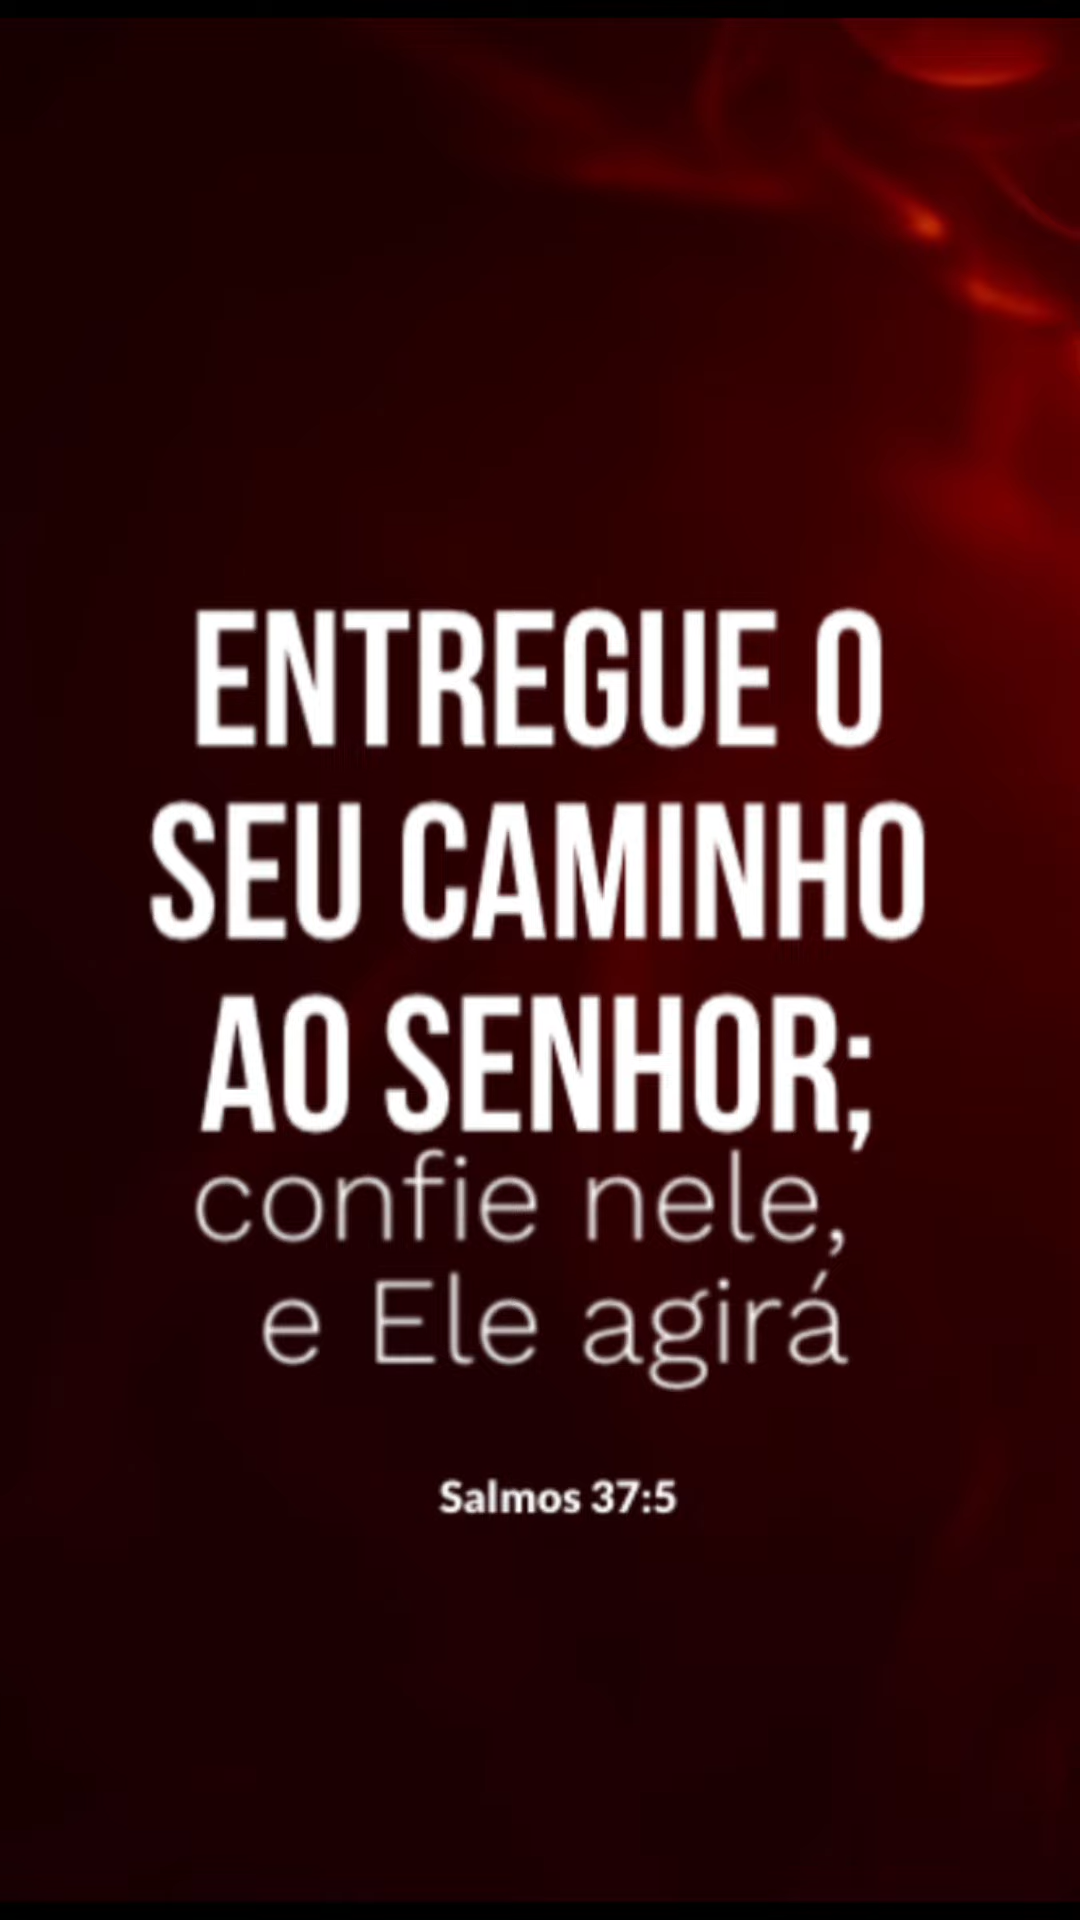 ENTREGUE O
SEU CAMINHO
AO SENHOR;
confie nele,
e Ele agirá
Salmos 37:5